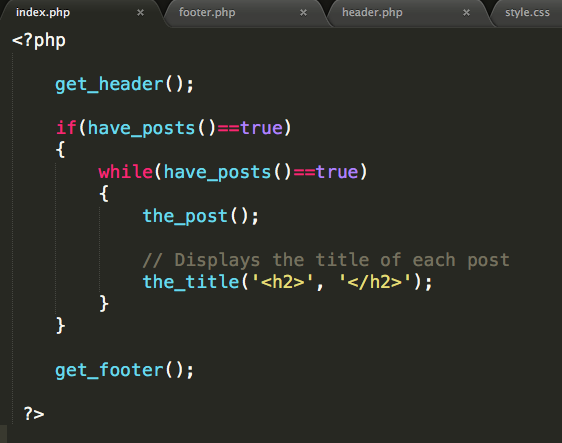 index.php × footer.php × header.php × style.css
<?php
get_header();
if(have_posts()==true)
{
while(have_posts()==true)
{
the_post();
// Displays the title of each post
the_title('<h2>', '</h2>');
}
}
get_footer();
?>